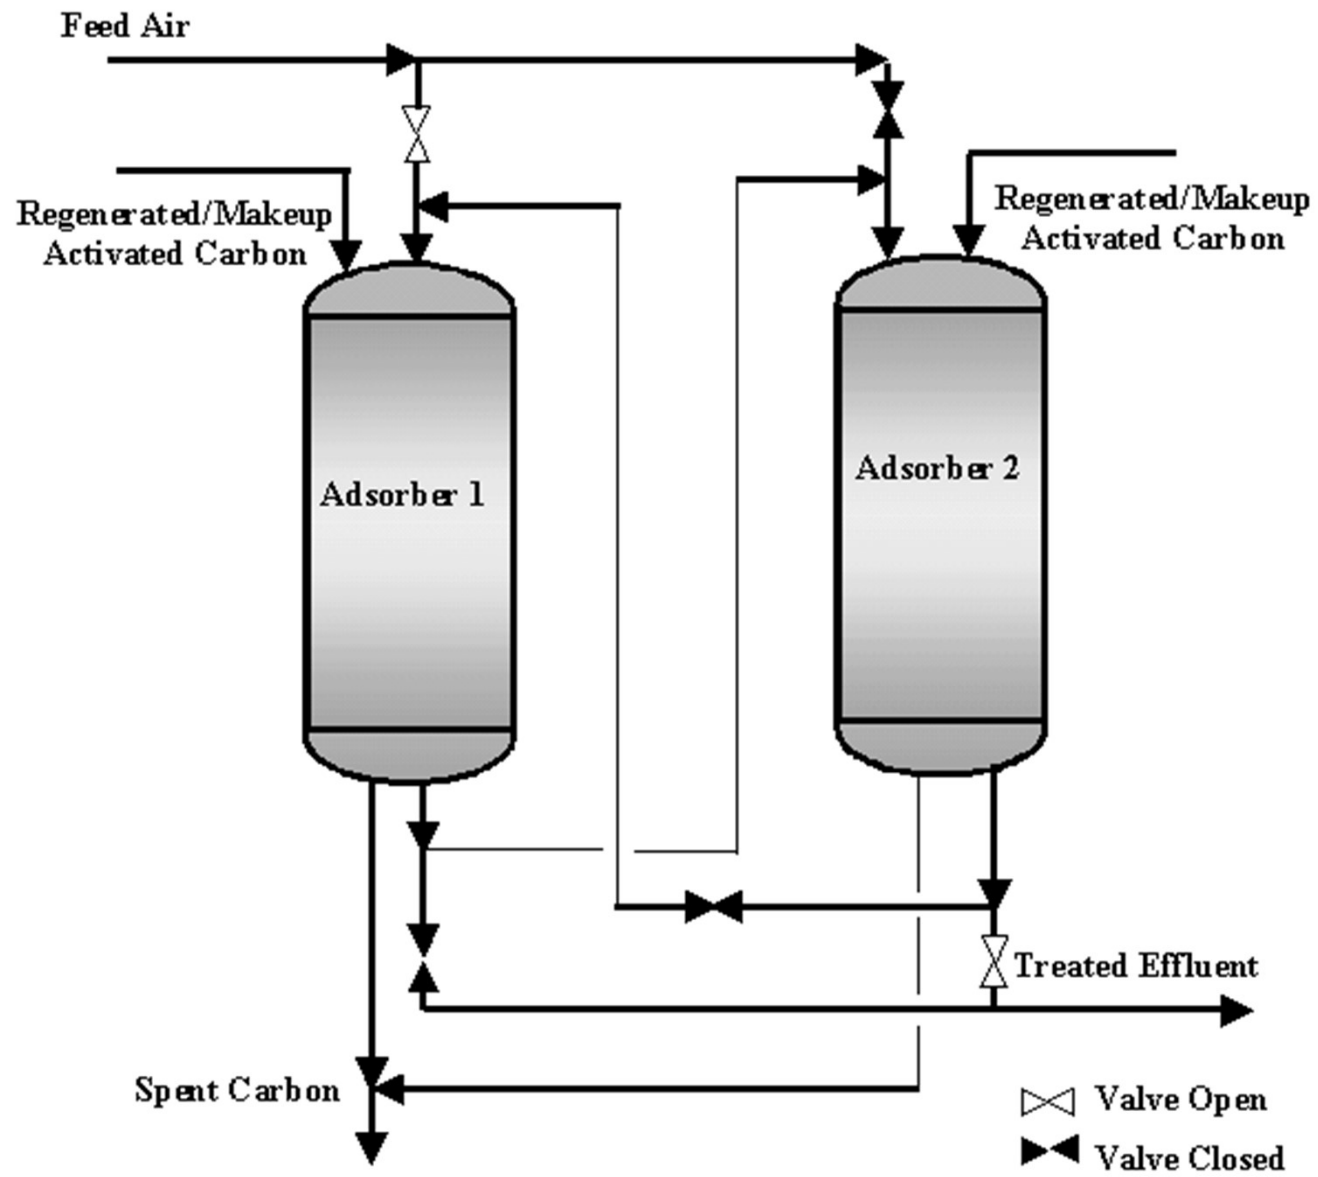 Feed Air
Regenerated/Makeup
Activated Carbon
Regenerated/Makeup
Activated Carbon
Adsorber 1
Adsorber 2
Treated Effluent
Spent Carbon
Valve Open
Valve Closed